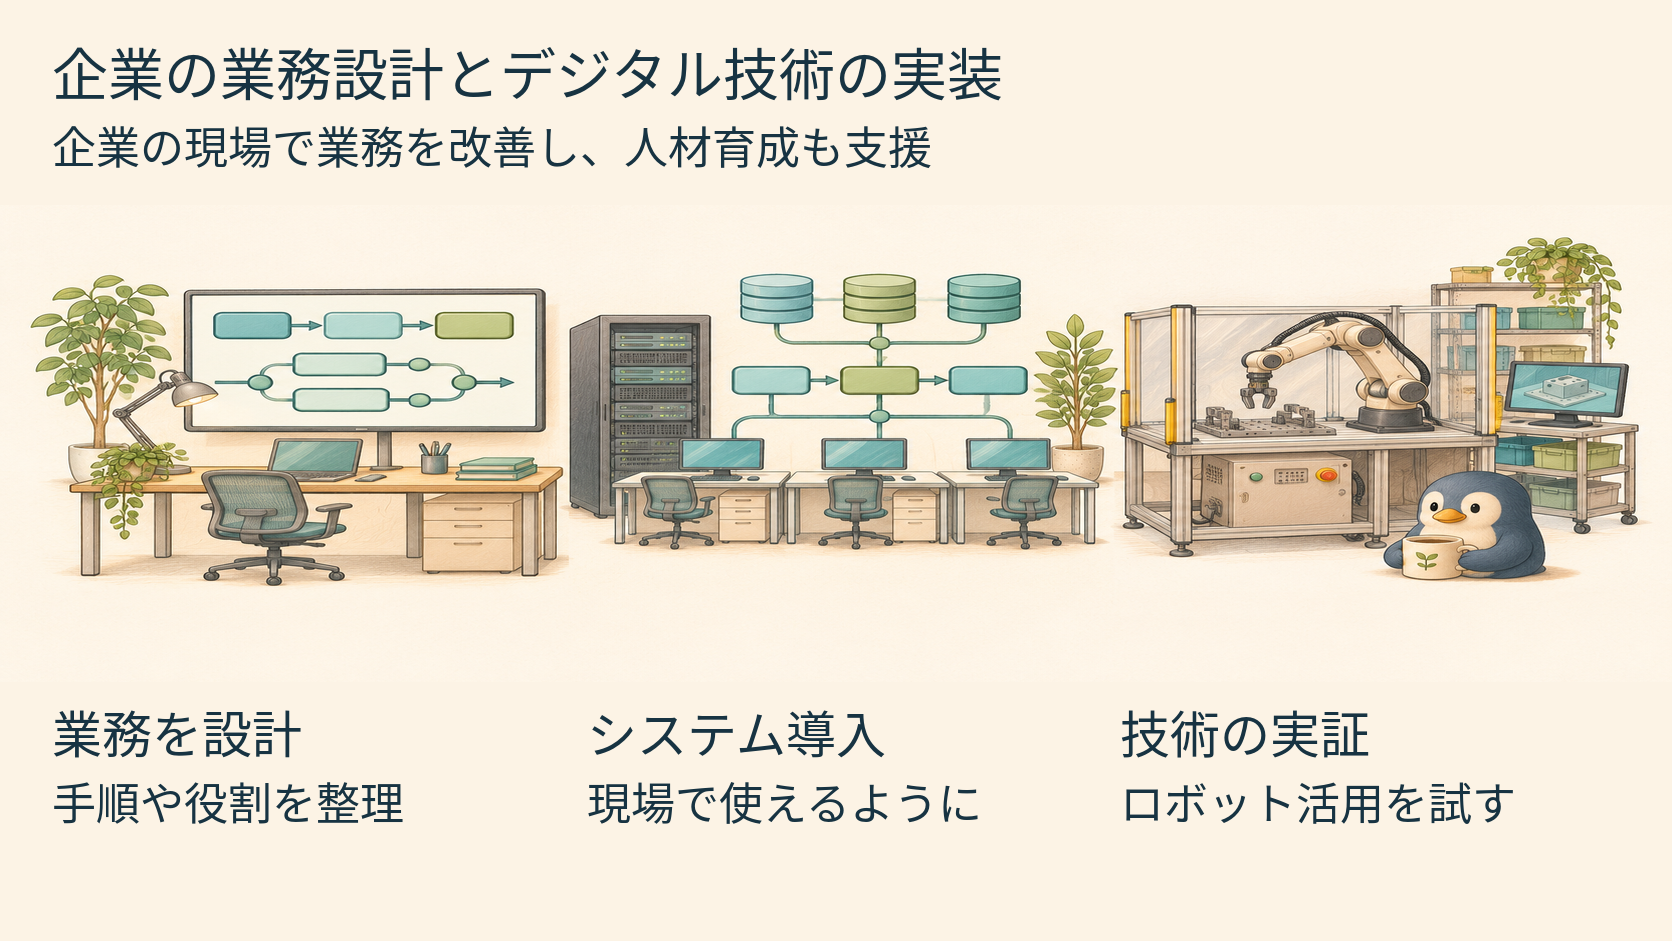 企業の業務設計とデジタル技術の実装
企業の現場で業務を改善し、人材育成も支援
業務を設計
手順や役割を整理
システム導入
現場で使えるように
技術の実証
ロボット活用を試す